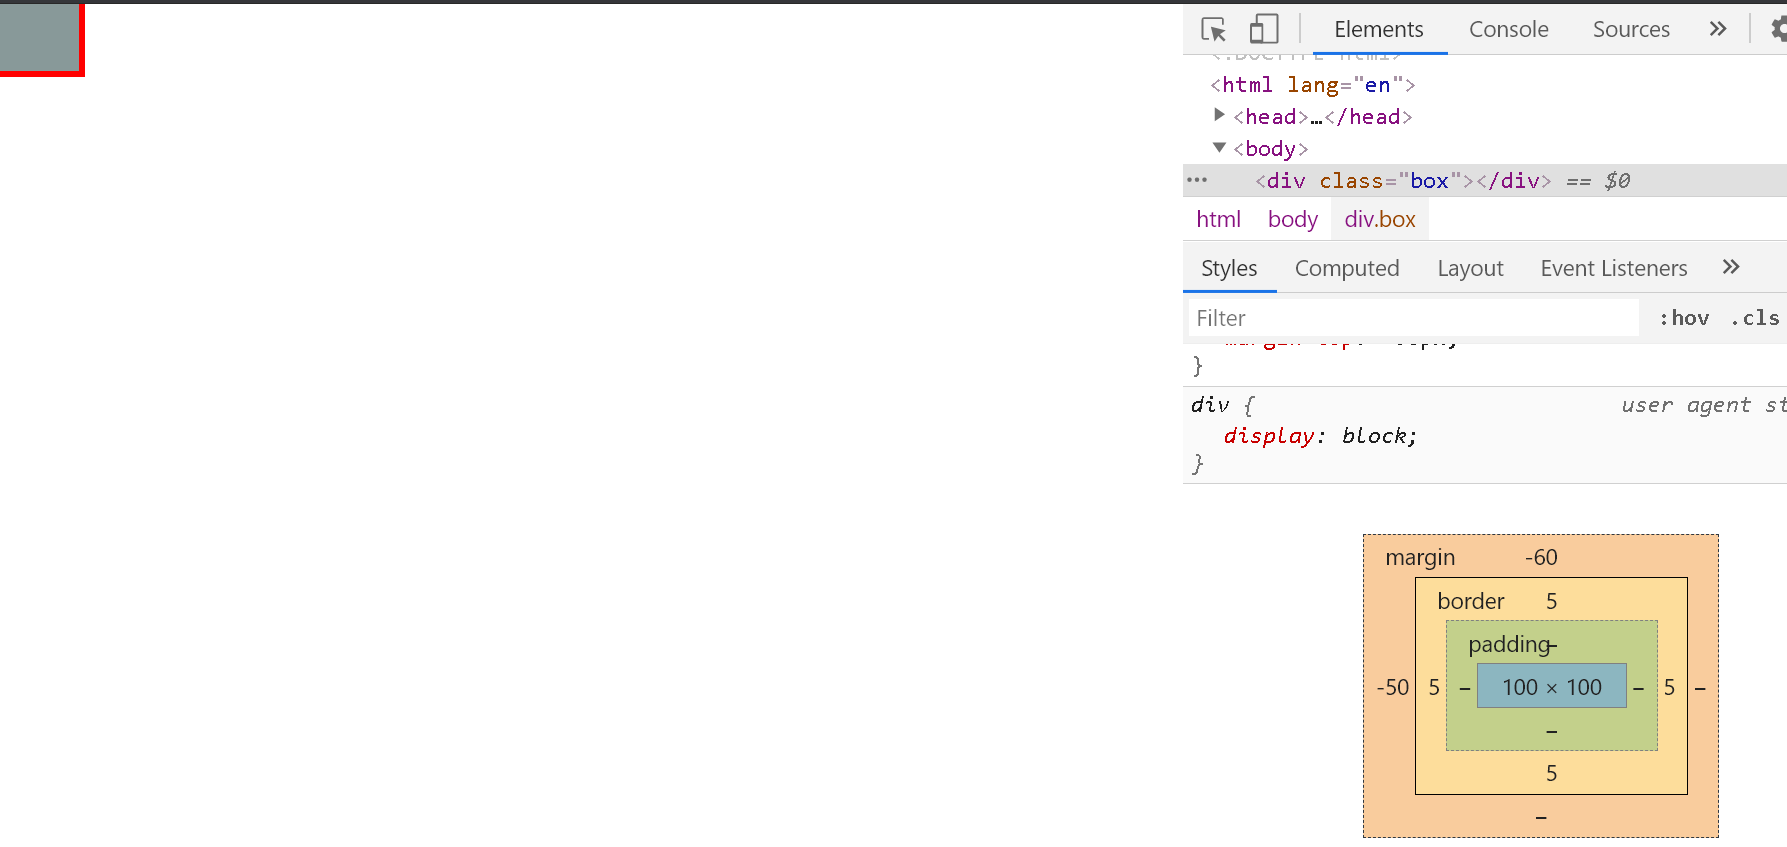 Elements Console Sources »
<!DOCTYPE html>
<html lang="en">
▶ <head>…</head>
▼ <body>
··· <div class="box"></div> == $0
html body div.box
Styles Computed Layout Event Listeners »
Filter :hov .cls
}
div { user agent st
display: block;
}
margin -60
border 5
padding –
-50 5 – 100 × 100 – 5 –
–
5
–